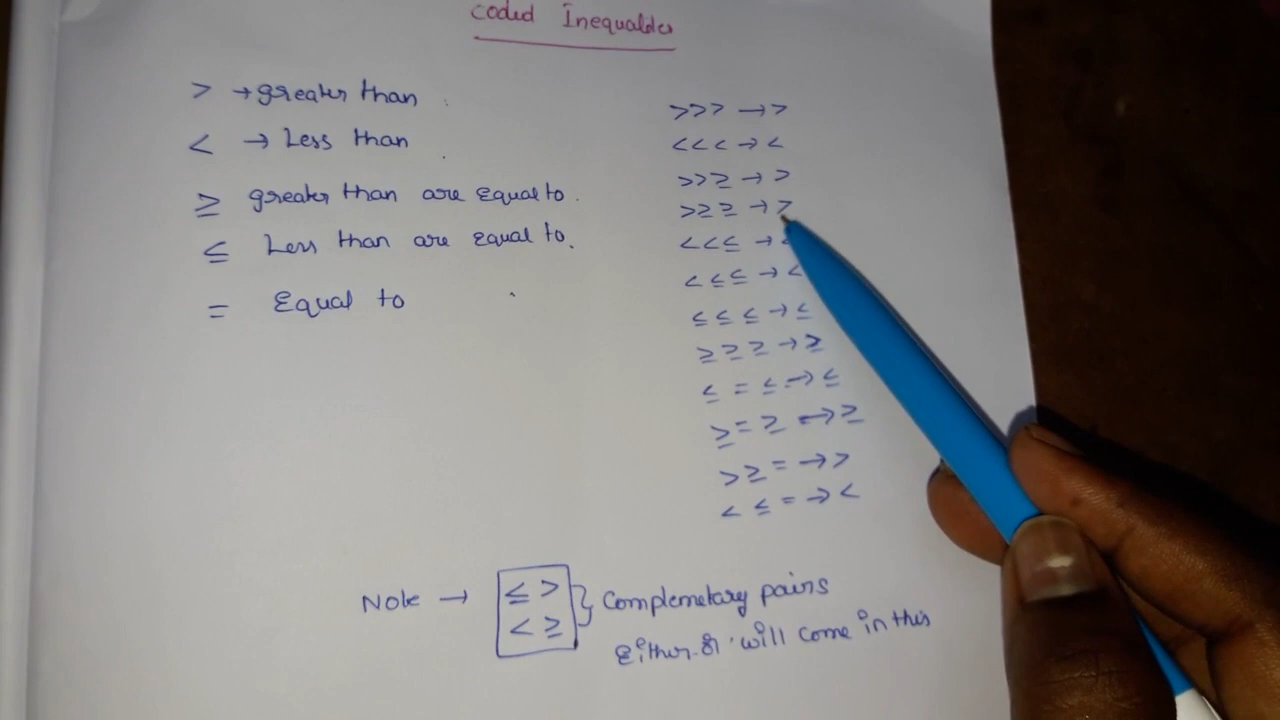 Coded Inequalities
> → greater than
< → Less than
≥ greater than are Equal to.
≤ Less than are equal to.
= Equal to
>>> → >
<<< → <
>>≥ → >
>≥≥ → >
<<≤ → <
<≤≤ → <
≤≤≤ → ≤
≥≥≥ → ≥
≤=≤ → ≤
≥=≥ → ≥
>≥= → >
<≤= → <
Note → ≤ > } Complemetary pairs
< ≥
Either or will come in this